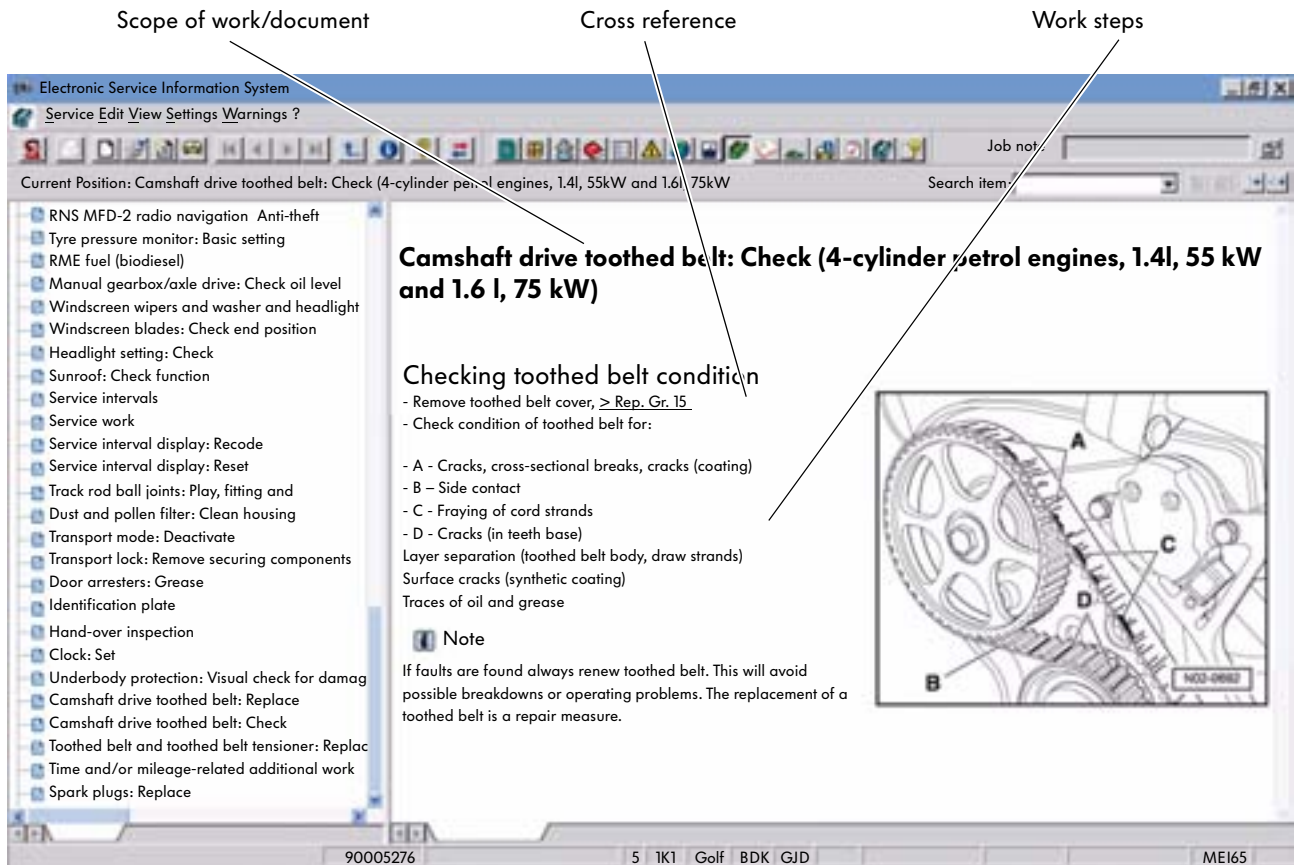 Scope of work/document
Cross reference
Work steps
Electronic Service Information System
Service Edit View Settings Warnings ?
Job note
Current Position: Camshaft drive toothed belt: Check (4-cylinder petrol engines, 1.4l, 55kW and 1.6l, 75kW
Search item:
RNS MFD-2 radio navigation Anti-theft
Tyre pressure monitor: Basic setting
RME fuel (biodiesel)
Manual gearbox/axle drive: Check oil level
Windscreen wipers and washer and headlight
Windscreen blades: Check end position
Headlight setting: Check
Sunroof: Check function
Service intervals
Service work
Service interval display: Recode
Service interval display: Reset
Track rod ball joints: Play, fitting and
Dust and pollen filter: Clean housing
Transport mode: Deactivate
Transport lock: Remove securing components
Door arresters: Grease
Identification plate
Hand-over inspection
Clock: Set
Underbody protection: Visual check for damag
Camshaft drive toothed belt: Replace
Camshaft drive toothed belt: Check
Toothed belt and toothed belt tensioner: Replac
Time and/or mileage-related additional work
Spark plugs: Replace
Camshaft drive toothed belt: Check (4-cylinder petrol engines, 1.4l, 55 kW
and 1.6 l, 75 kW)
Checking toothed belt condition
- Remove toothed belt cover, > Rep. Gr. 15
- Check condition of toothed belt for:
- A - Cracks, cross-sectional breaks, cracks (coating)
- B – Side contact
- C - Fraying of cord strands
- D - Cracks (in teeth base)
Layer separation (toothed belt body, draw strands)
Surface cracks (synthetic coating)
Traces of oil and grease
Note
If faults are found always renew toothed belt. This will avoid
possible breakdowns or operating problems. The replacement of a
toothed belt is a repair measure.
A
C
D
B
N02-0692
90005276
5 1K1 Golf BDK GJD
MEI65